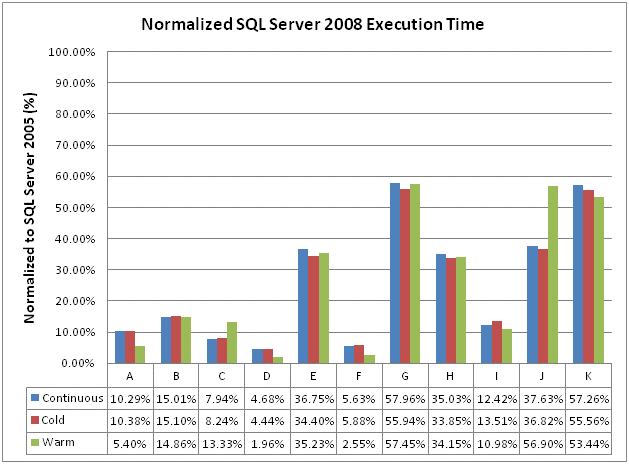 Normalized SQL Server 2008 Execution Time
Normalized to SQL Server 2005 (%)
100.00%
90.00%
80.00%
70.00%
60.00%
50.00%
40.00%
30.00%
20.00%
10.00%
0.00%
A B C D E F G H I J K
Continuous 10.29% 15.01% 7.94% 4.68% 36.75% 5.63% 57.96% 35.03% 12.42% 37.63% 57.26%
Cold 10.38% 15.10% 8.24% 4.44% 34.40% 5.88% 55.94% 33.85% 13.51% 36.82% 55.56%
Warm 5.40% 14.86% 13.33% 1.96% 35.23% 2.55% 57.45% 34.15% 10.98% 56.90% 53.44%